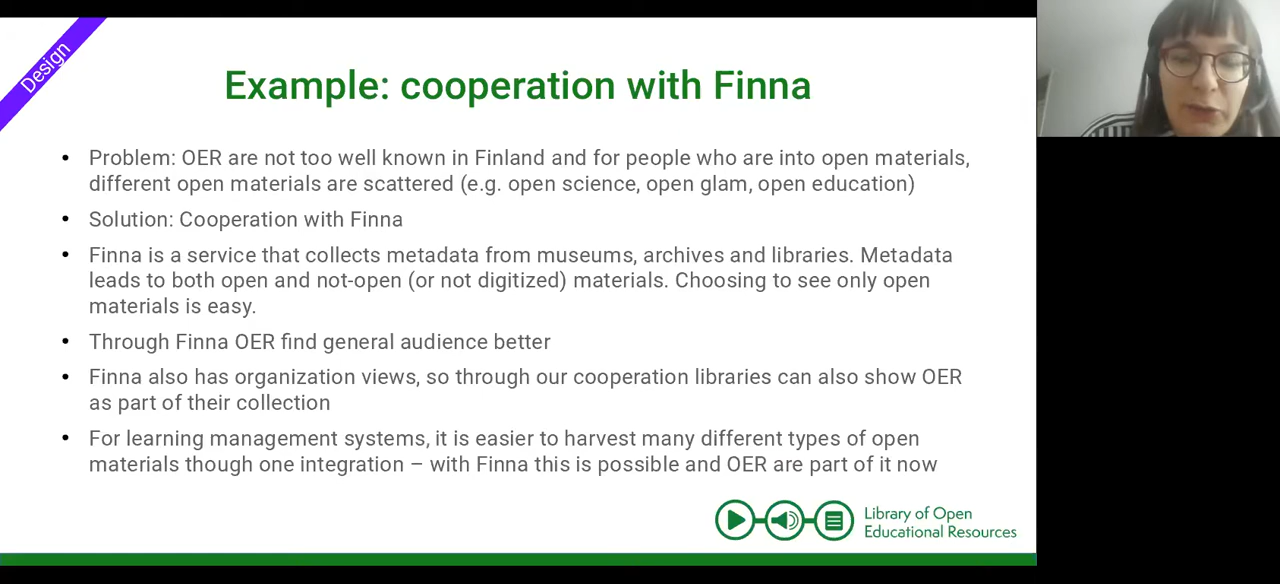 Design
Example: cooperation with Finna
• Problem: OER are not too well known in Finland and for people who are into open materials,
different open materials are scattered (e.g. open science, open glam, open education)
• Solution: Cooperation with Finna
• Finna is a service that collects metadata from museums, archives and libraries. Metadata
leads to both open and not-open (or not digitized) materials. Choosing to see only open
materials is easy.
• Through Finna OER find general audience better
• Finna also has organization views, so through our cooperation libraries can also show OER
as part of their collection
• For learning management systems, it is easier to harvest many different types of open
materials though one integration – with Finna this is possible and OER are part of it now
Library of Open
Educational Resources